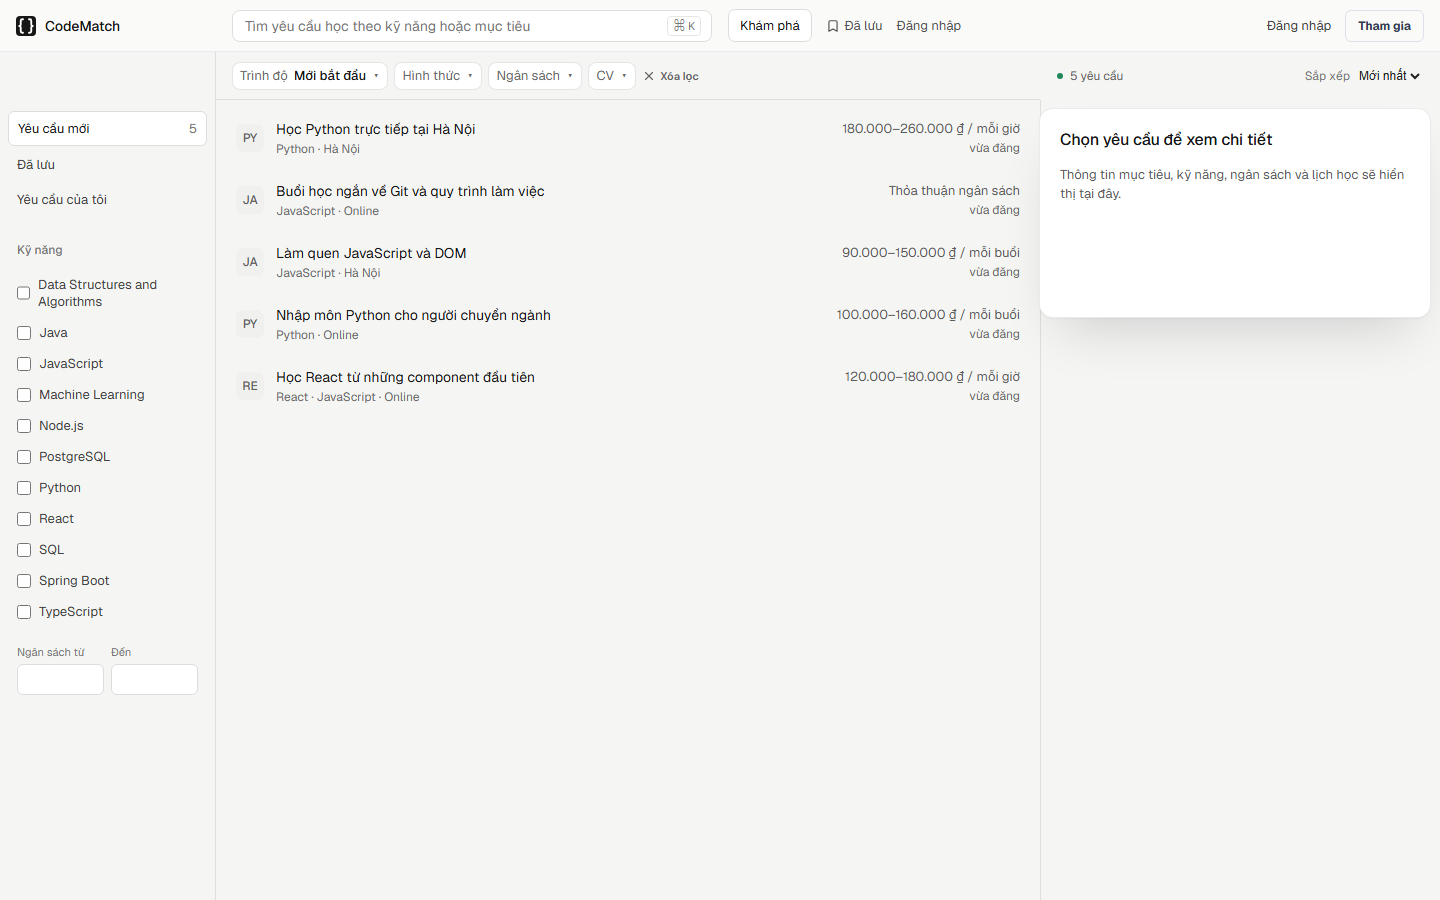 CodeMatch
Tìm yêu cầu học theo kỹ năng hoặc mục tiêu
⌘ K
Khám phá
Đã lưu
Đăng nhập
Đăng nhập
Tham gia
Trình độ Mới bắt đầu
Hình thức
Ngân sách
CV
Xóa lọc
5 yêu cầu
Sắp xếp Mới nhất
Yêu cầu mới 5
Đã lưu
Yêu cầu của tôi
Kỹ năng
Data Structures and
Algorithms
Java
JavaScript
Machine Learning
Node.js
PostgreSQL
Python
React
SQL
Spring Boot
TypeScript
Ngân sách từ
Đến
PY
Học Python trực tiếp tại Hà Nội
Python · Hà Nội
180.000–260.000 ₫ / mỗi giờ
vừa đăng
JA
Buổi học ngắn về Git và quy trình làm việc
JavaScript · Online
Thỏa thuận ngân sách
vừa đăng
JA
Làm quen JavaScript và DOM
JavaScript · Hà Nội
90.000–150.000 ₫ / mỗi buổi
vừa đăng
PY
Nhập môn Python cho người chuyển ngành
Python · Online
100.000–160.000 ₫ / mỗi buổi
vừa đăng
RE
Học React từ những component đầu tiên
React · JavaScript · Online
120.000–180.000 ₫ / mỗi giờ
vừa đăng
Chọn yêu cầu để xem chi tiết
Thông tin mục tiêu, kỹ năng, ngân sách và lịch học sẽ hiển
thị tại đây.